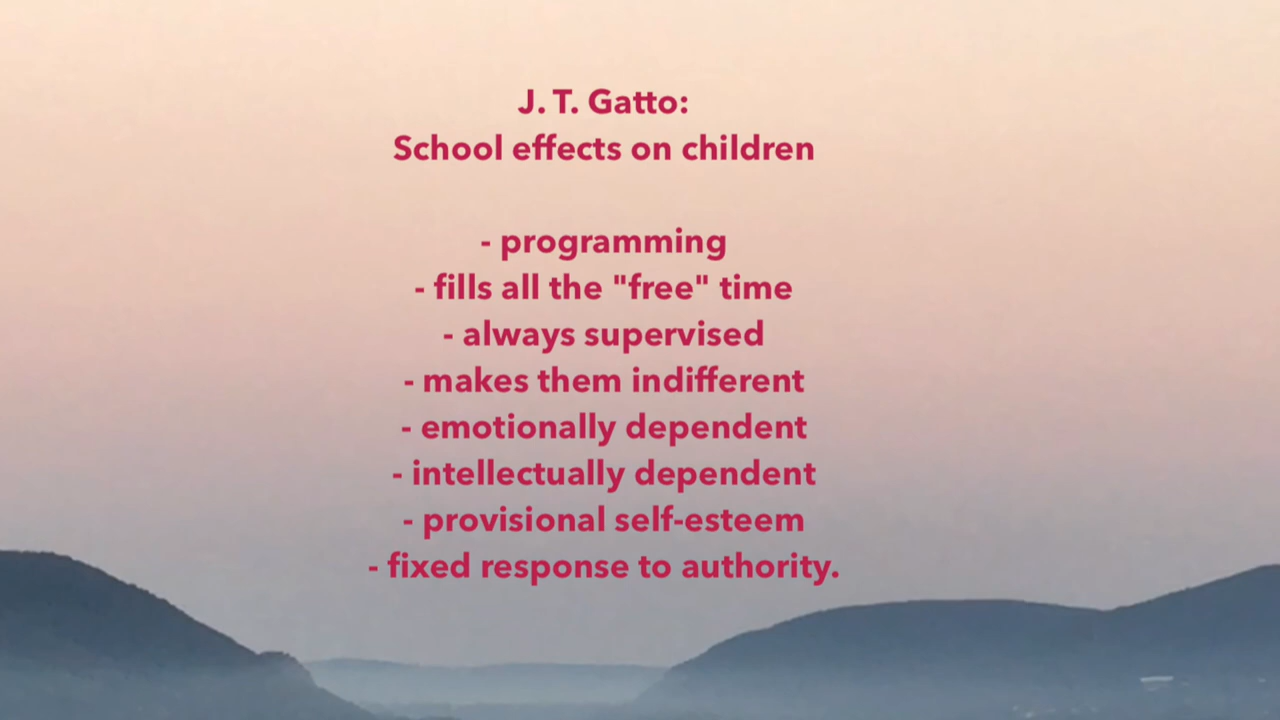 J. T. Gatto:
School effects on children
- programming
- fills all the "free" time
- always supervised
- makes them indifferent
- emotionally dependent
- intellectually dependent
- provisional self-esteem
- fixed response to authority.